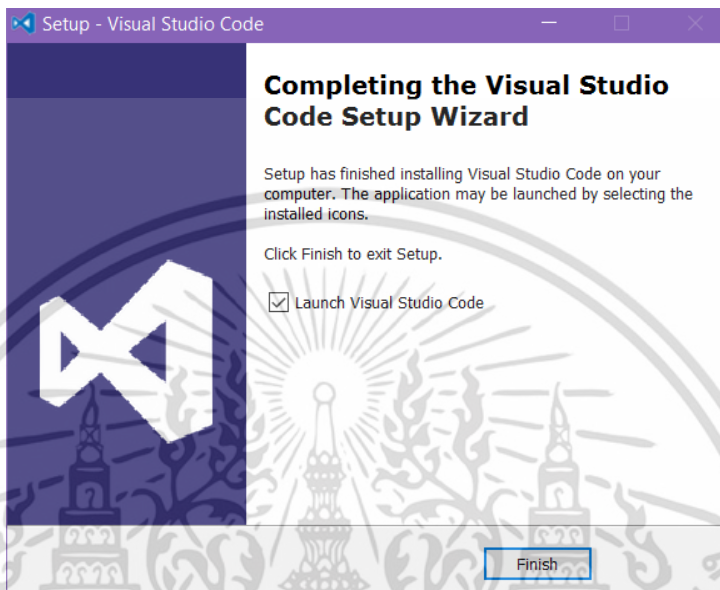 Setup - Visual Studio Code
Completing the Visual Studio
Code Setup Wizard
Setup has finished installing Visual Studio Code on your
computer. The application may be launched by selecting the
installed icons.
Click Finish to exit Setup.
Launch Visual Studio Code
Finish